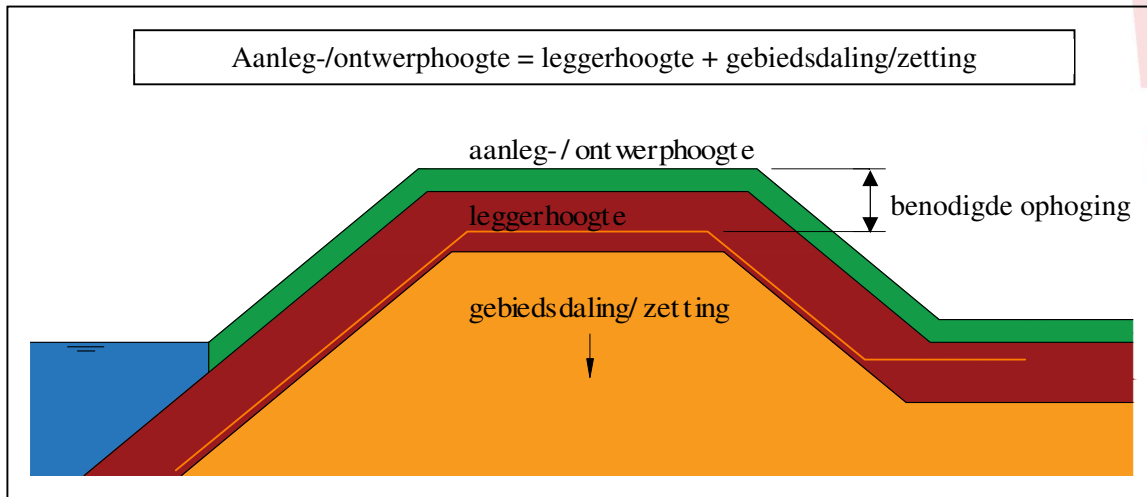 Aanleg-/ontwerphoogte = leggerhoogte + gebiedsdaling/zetting
aanleg-/ontwerphoogte
benodigde ophoging
leggerhoogte
gebiedsdaling/zetting